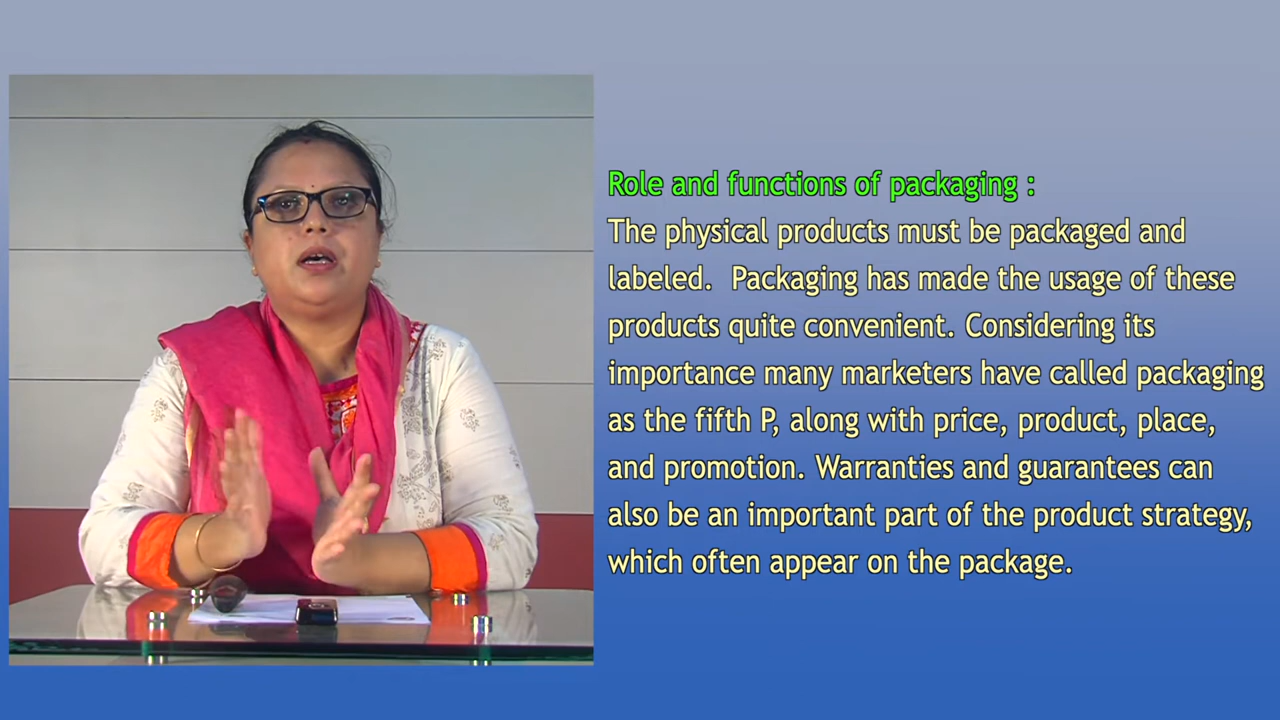 Role and functions of packaging :
The physical products must be packaged and
labeled.  Packaging has made the usage of these
products quite convenient. Considering its
importance many marketers have called packaging
as the fifth P, along with price, product, place,
and promotion. Warranties and guarantees can
also be an important part of the product strategy,
which often appear on the package.